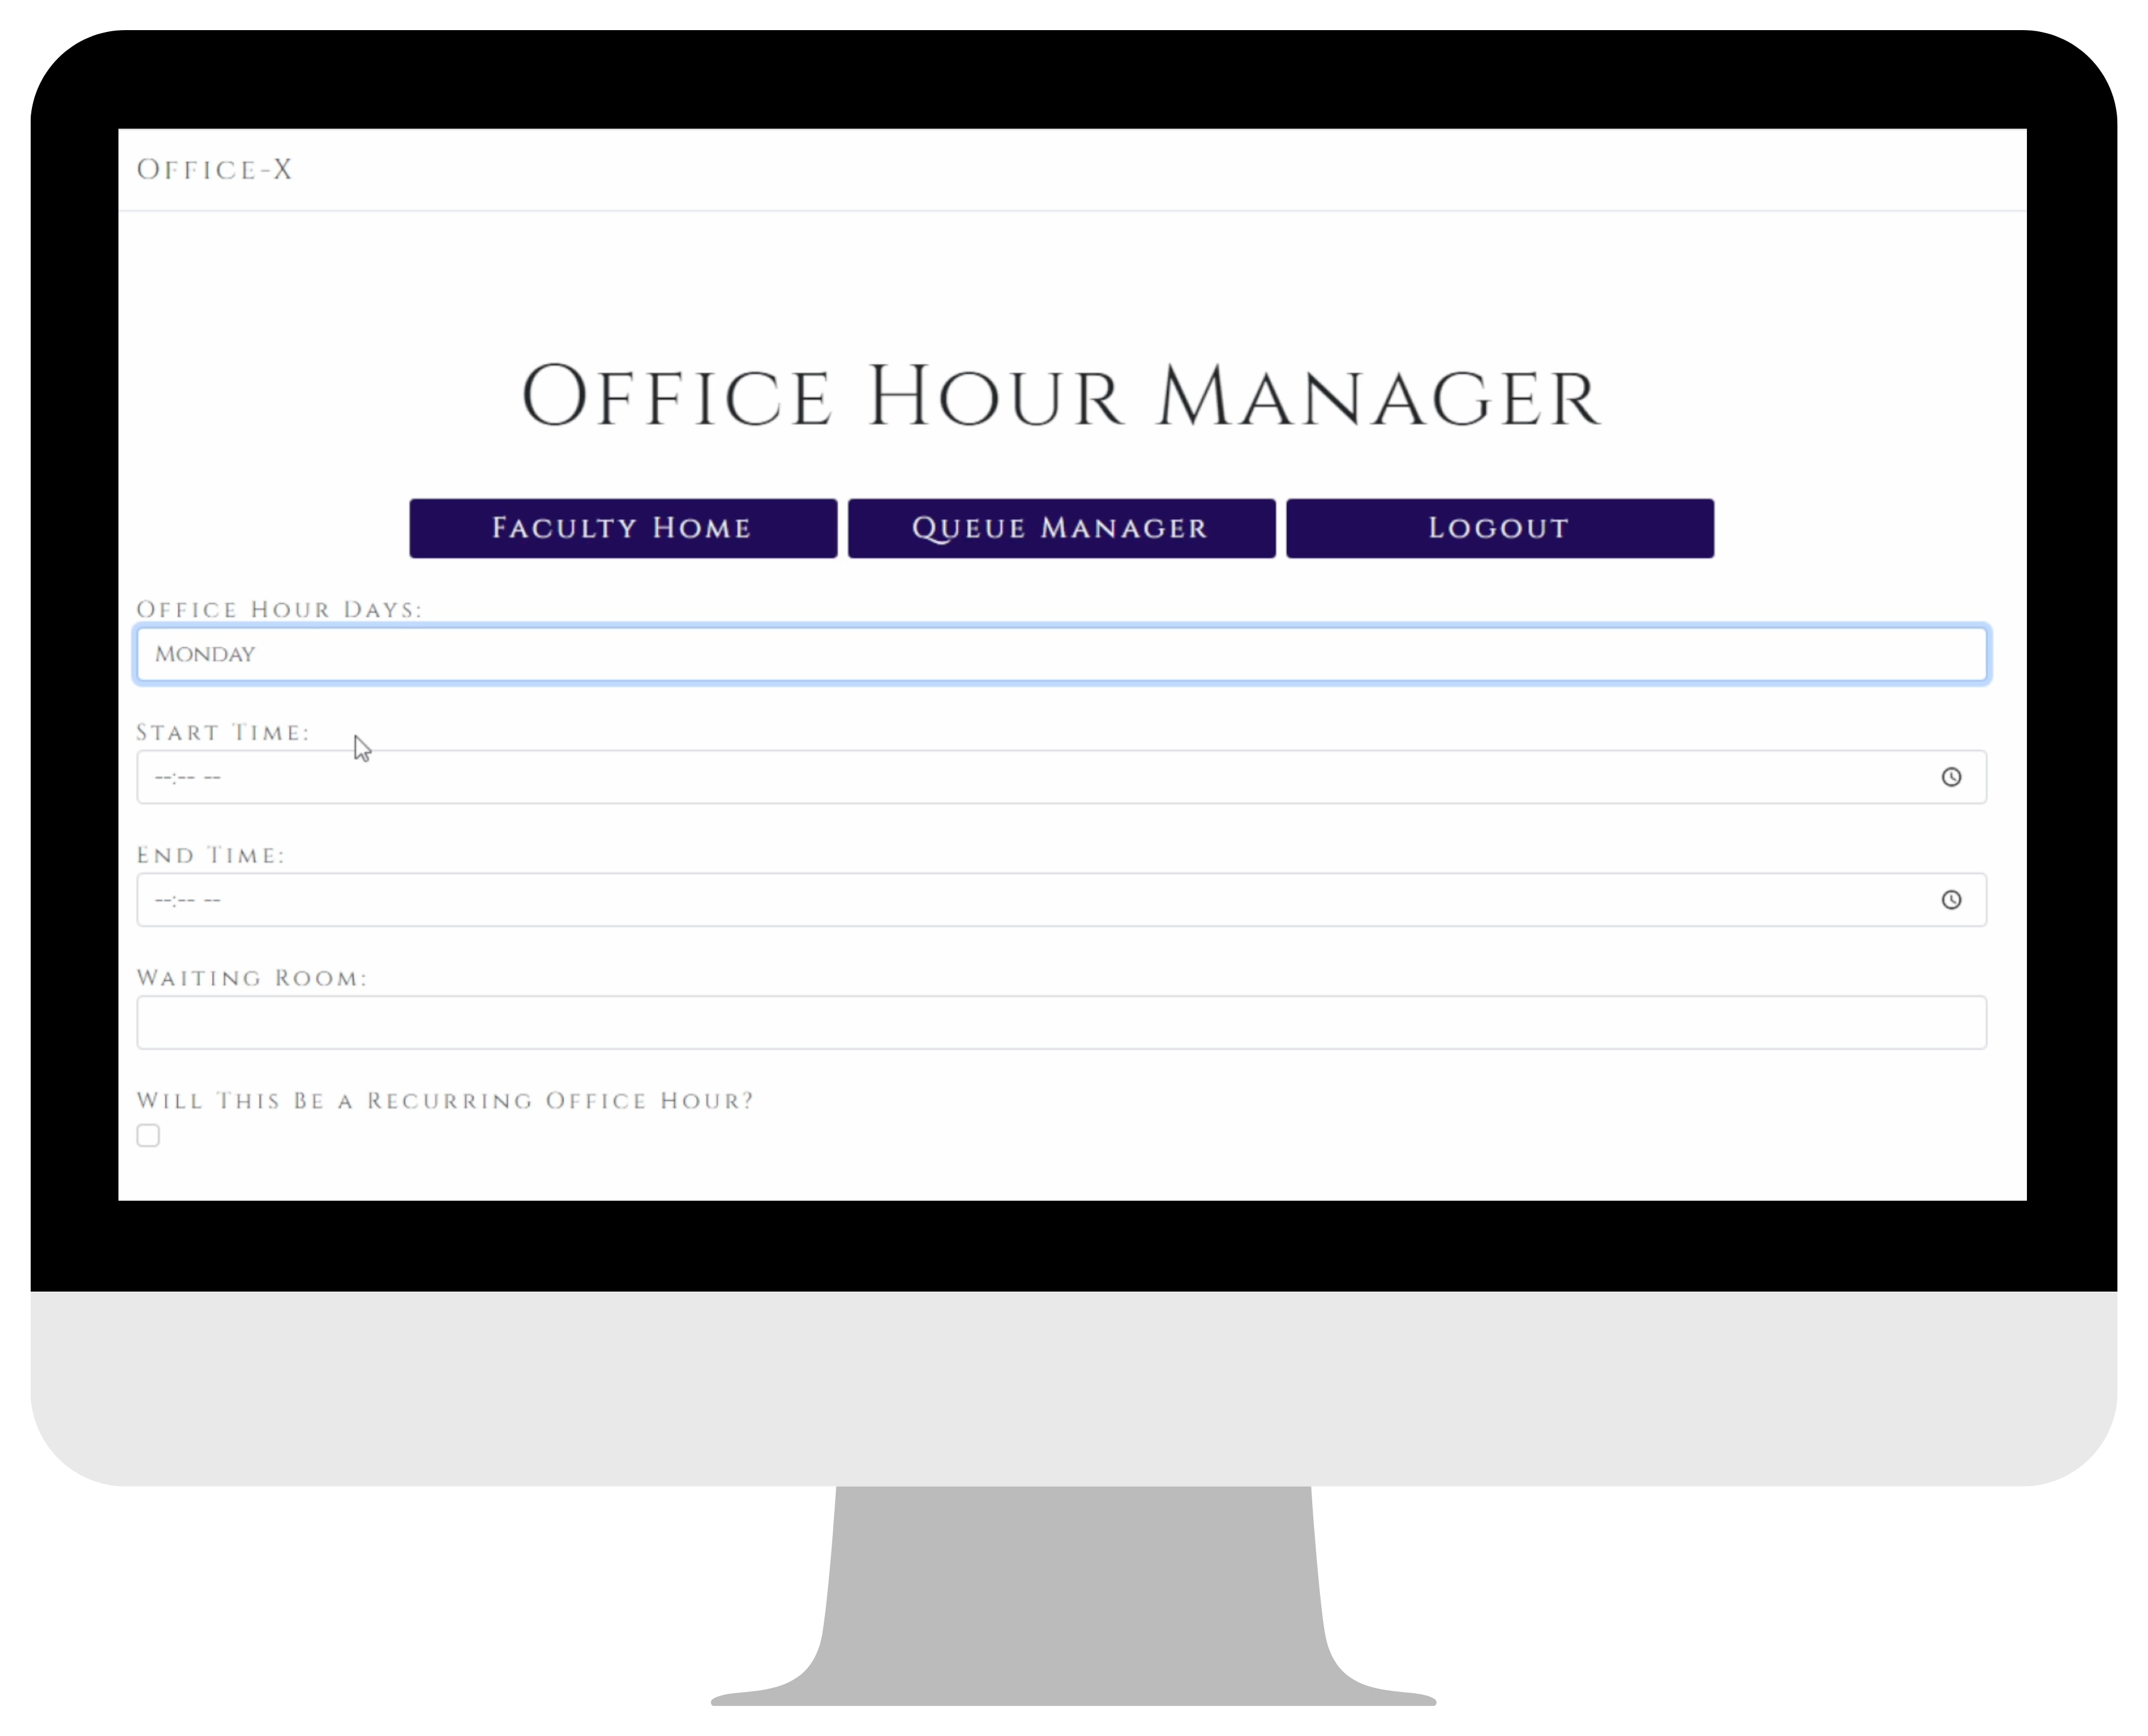 Office-X
Office Hour Manager
Faculty Home Queue Manager Logout
Office Hour Days:
Monday
Start Time:
--:-- --
End Time:
--:-- --
Waiting Room:
Will This Be a Recurring Office Hour?